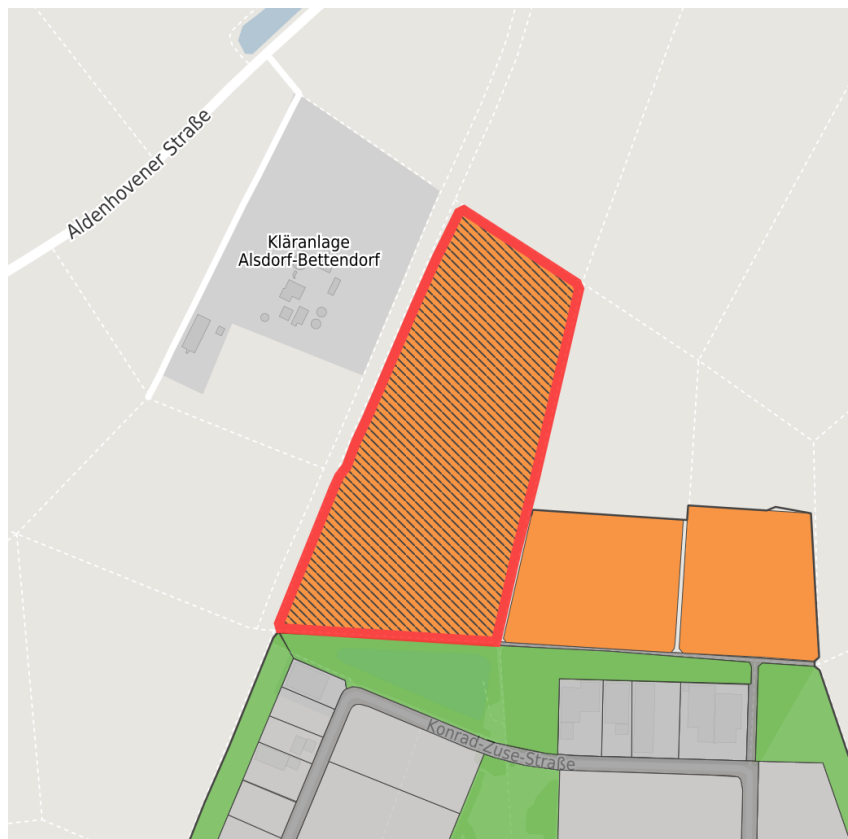 Aldenhovener Straße
Kläranlage
Alsdorf-Bettendorf
Konrad-Zuse-Straße